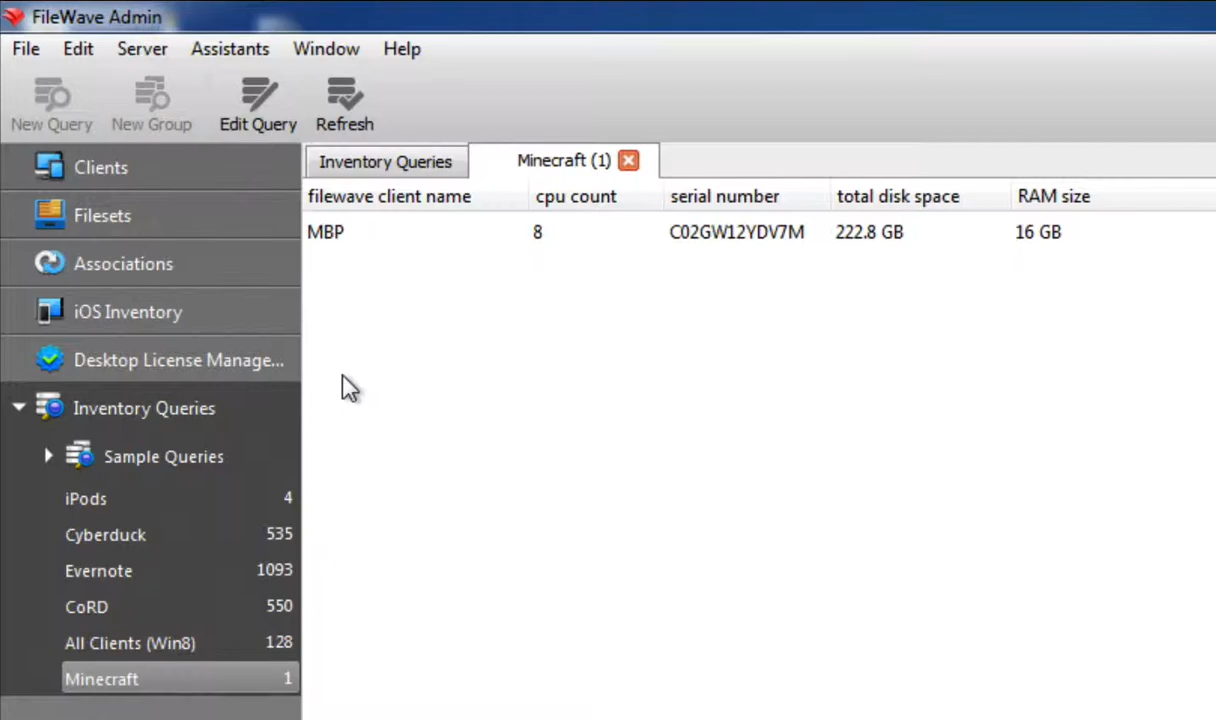 FileWave Admin
File Edit Server Assistants Window Help
New Query New Group Edit Query Refresh
Clients
Filesets
Associations
iOS Inventory
Desktop License Manage...
Inventory Queries
Sample Queries
iPods 4
Cyberduck 535
Evernote 1093
CoRD 550
All Clients (Win8) 128
Minecraft 1
Inventory Queries Minecraft (1)
filewave client name cpu count serial number total disk space RAM size
MBP 8 C02GW12YDV7M 222.8 GB 16 GB